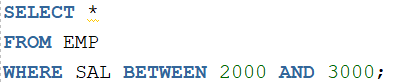 SELECT *
FROM EMP
WHERE SAL BETWEEN 2000 AND 3000;